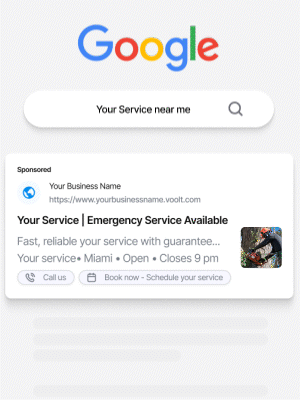 Google
Your Service near me
Sponsored
Your Business Name
https://www.yourbusinessname.voolt.com
Your Service | Emergency Service Available
Fast, reliable your service with guarantee...
Your service• Miami • Open • Closes 9 pm
Call us
Book now - Schedule your service